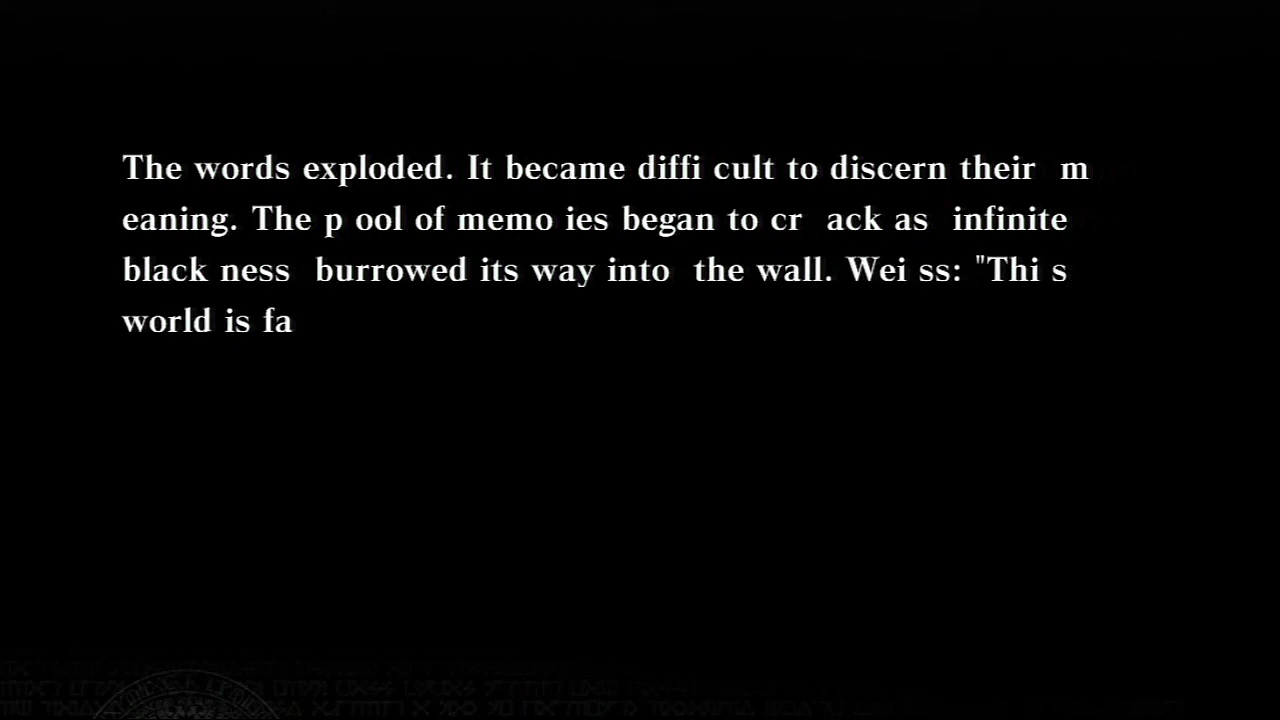 The words exploded. It became diffi cult to discern their  m
eaning. The p ool of memo ies began to cr  ack as  infinite
black ness  burrowed its way into  the wall. Wei ss: "Thi s
world is fa